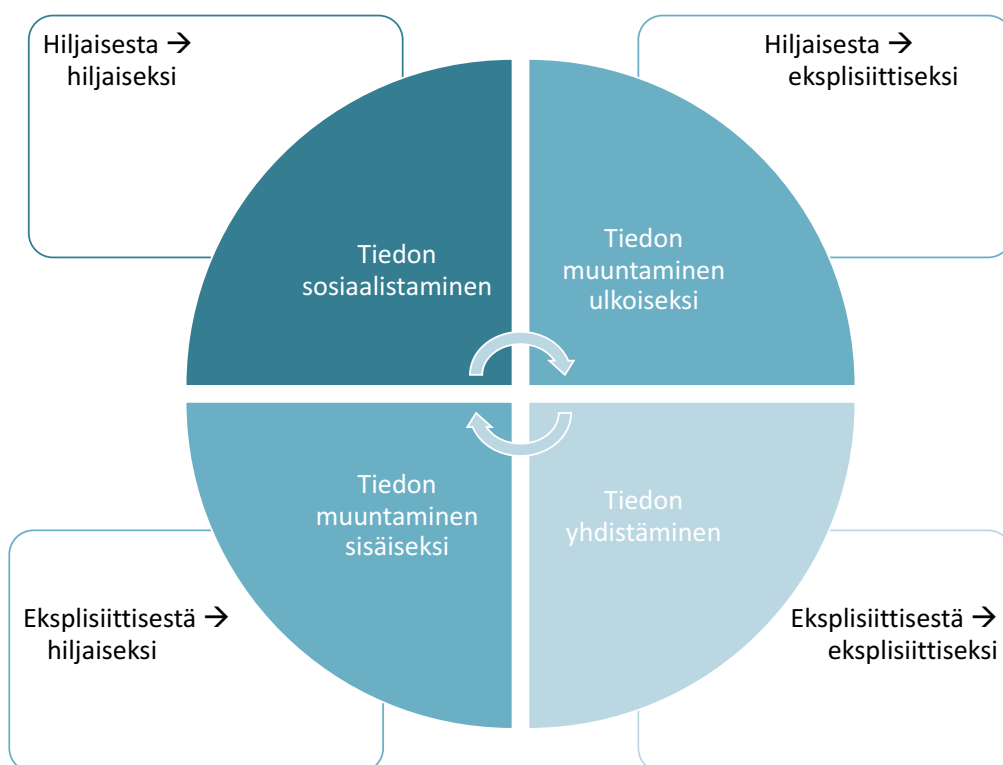 Hiljaisesta →
hiljaiseksi
Hiljaisesta →
eksplisiittiseksi
Tiedon
sosiaalistaminen
Tiedon
muuntaminen
ulkoiseksi
Tiedon
muuntaminen
sisäiseksi
Tiedon
yhdistäminen
Eksplisiittisestä →
hiljaiseksi
Eksplisiittisestä →
eksplisiittiseksi